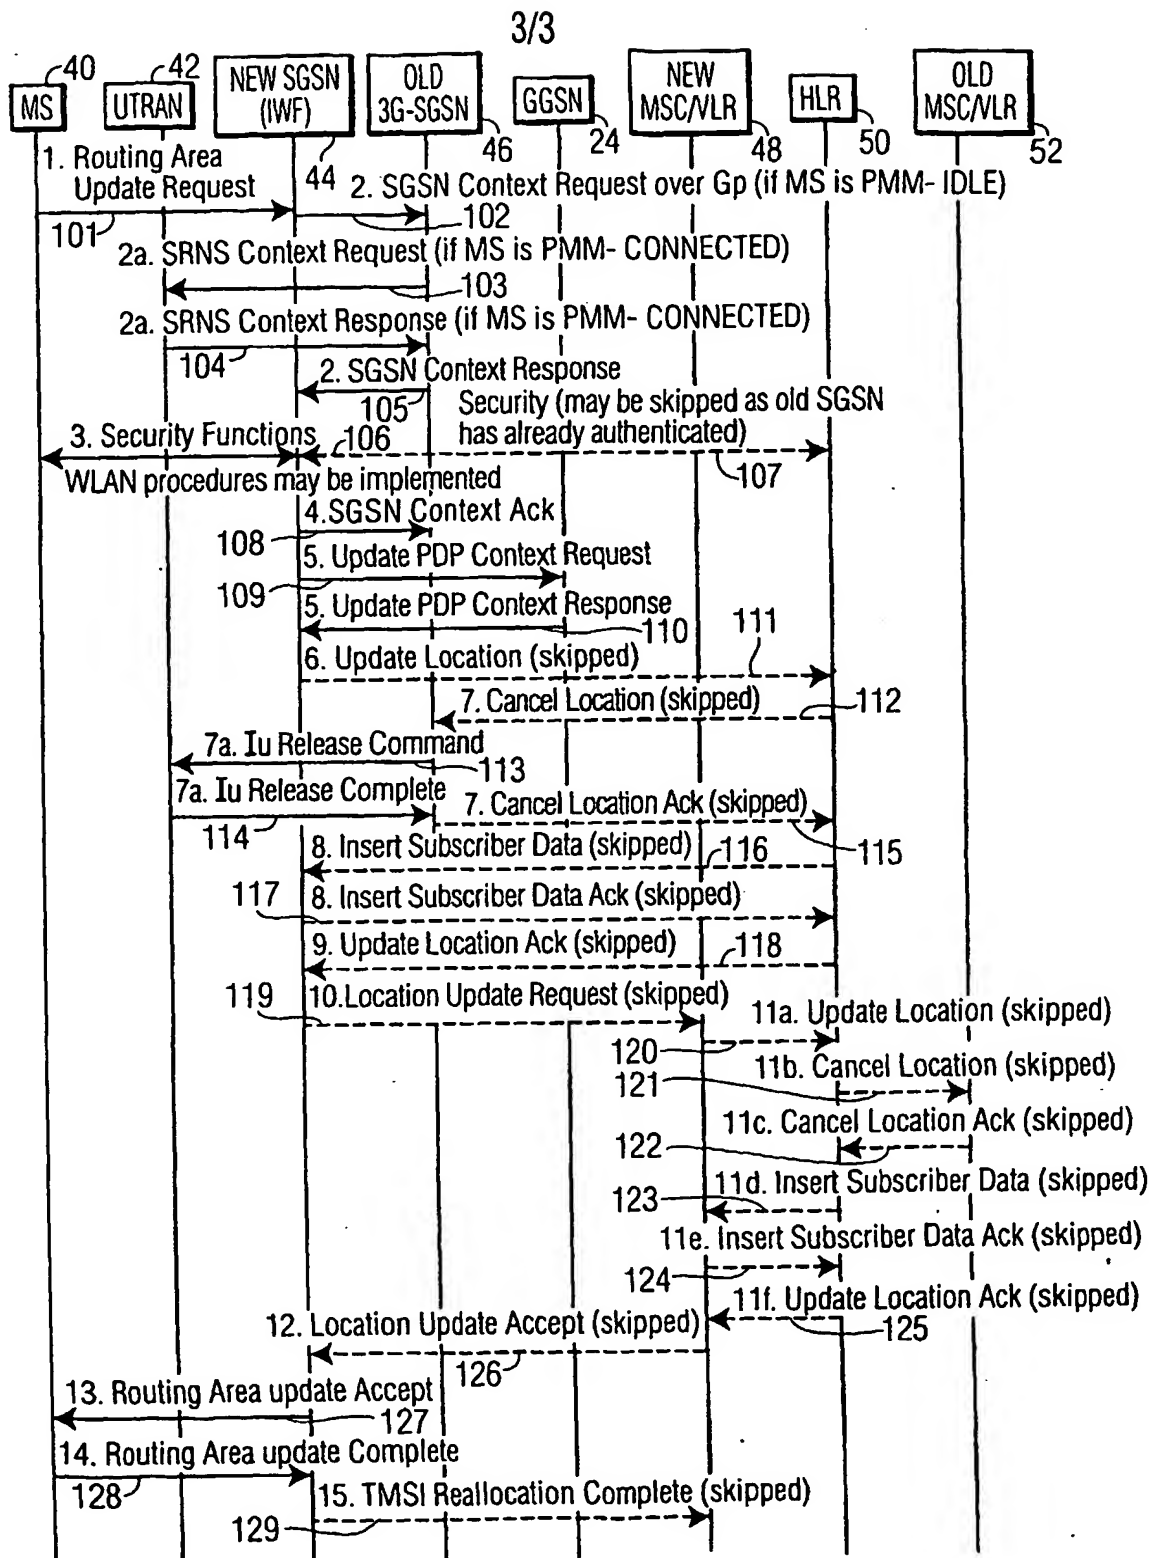 3/3
40
42
MS
UTRAN
NEW SGSN
(IWF)
OLD
3G-SGSN
GGSN
NEW
MSC/VLR
HLR
OLD
MSC/VLR
44
46
24
48
50
52
1. Routing Area
Update Request
101
2. SGSN Context Request over Gp (if MS is PMM- IDLE)
102
2a. SRNS Context Request (if MS is PMM- CONNECTED)
103
2a. SRNS Context Response (if MS is PMM- CONNECTED)
104
2. SGSN Context Response
105
Security (may be skipped as old SGSN
has already authenticated)
3. Security Functions
106
107
WLAN procedures may be implemented
4.SGSN Context Ack
108
5. Update PDP Context Request
109
5. Update PDP Context Response
110
111
6. Update Location (skipped)
7. Cancel Location (skipped)
112
7a. Iu Release Command
113
7a. Iu Release Complete
114
7. Cancel Location Ack (skipped)
115
8. Insert Subscriber Data (skipped)
116
117
8. Insert Subscriber Data Ack (skipped)
9. Update Location Ack (skipped)
118
119
10.Location Update Request (skipped)
11a. Update Location (skipped)
120
11b. Cancel Location (skipped)
121
11c. Cancel Location Ack (skipped)
122
11d. Insert Subscriber Data (skipped)
123
11e. Insert Subscriber Data Ack (skipped)
124
11f. Update Location Ack (skipped)
125
12. Location Update Accept (skipped)
126
13. Routing Area update Accept
127
14. Routing Area update Complete
128
15. TMSI Reallocation Complete (skipped)
129